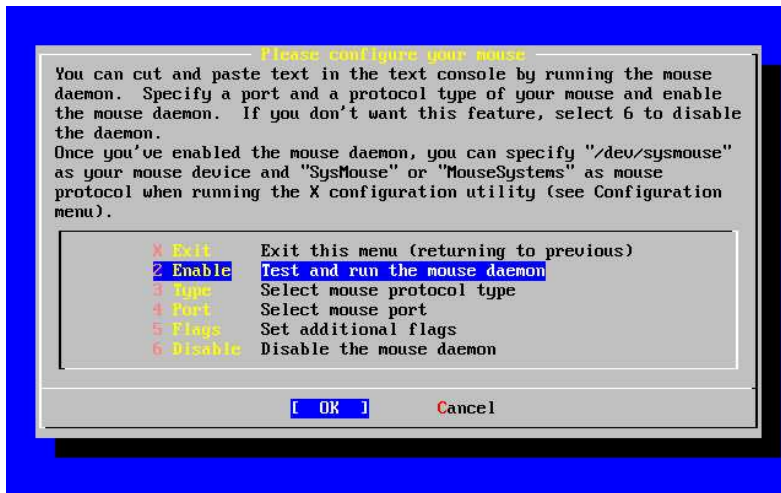 Please configure your mouse
You can cut and paste text in the text console by running the mouse
daemon.  Specify a port and a protocol type of your mouse and enable
the mouse daemon.  If you don't want this feature, select 6 to disable
the daemon.
Once you've enabled the mouse daemon, you can specify "/dev/sysmouse"
as your mouse device and "SysMouse" or "MouseSystems" as mouse
protocol when running the X configuration utility (see Configuration
menu).
X Exit Exit this menu (returning to previous)
2 Enable Test and run the mouse daemon
3 Type Select mouse protocol type
4 Port Select mouse port
5 Flags Set additional flags
6 Disable Disable the mouse daemon
[ OK ] Cancel